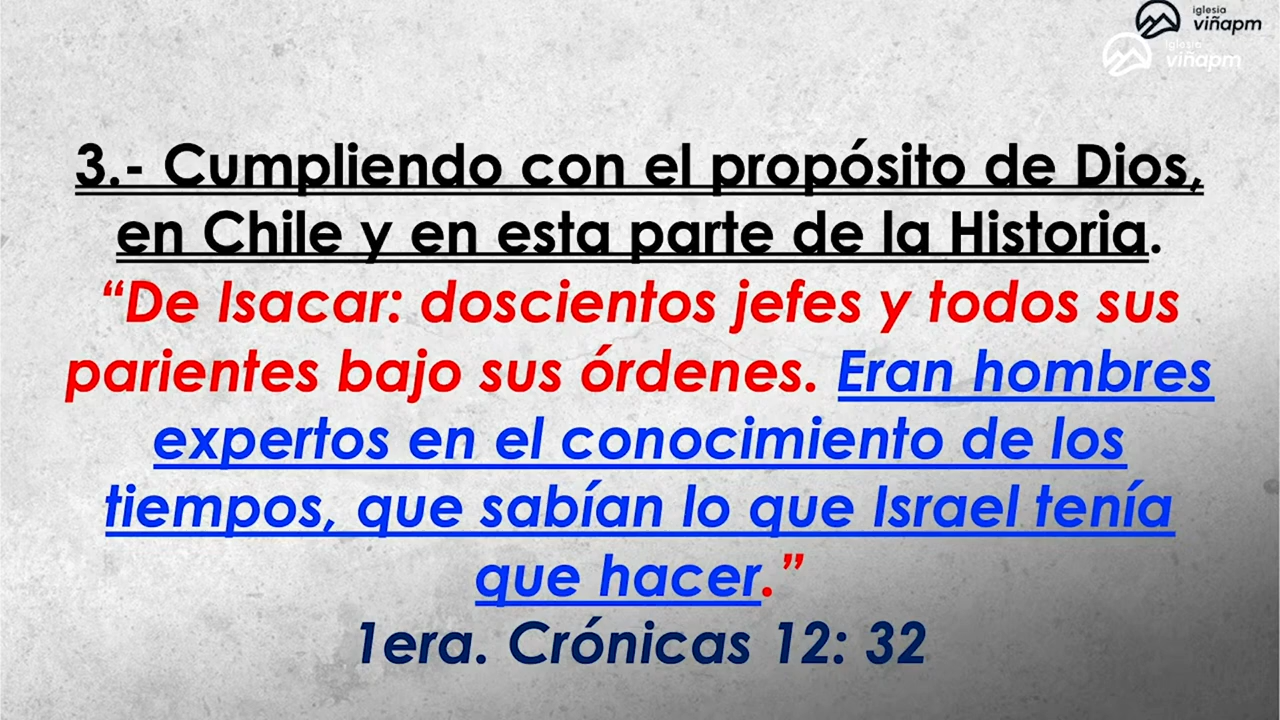 iglesia
viñapm
iglesia
viñapm
3.- Cumpliendo con el propósito de Dios,
en Chile y en esta parte de la Historia.
“De Isacar: doscientos jefes y todos sus
parientes bajo sus órdenes. Eran hombres
expertos en el conocimiento de los
tiempos, que sabían lo que Israel tenía
que hacer.”
1era. Crónicas 12: 32